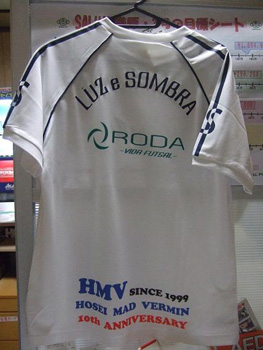 LUZ e SOMBRA
RODA
-VIDA FUTSAL-
HMV SINCE 1999
HOSEI MAD VERMIN
10th ANNIVERSARY